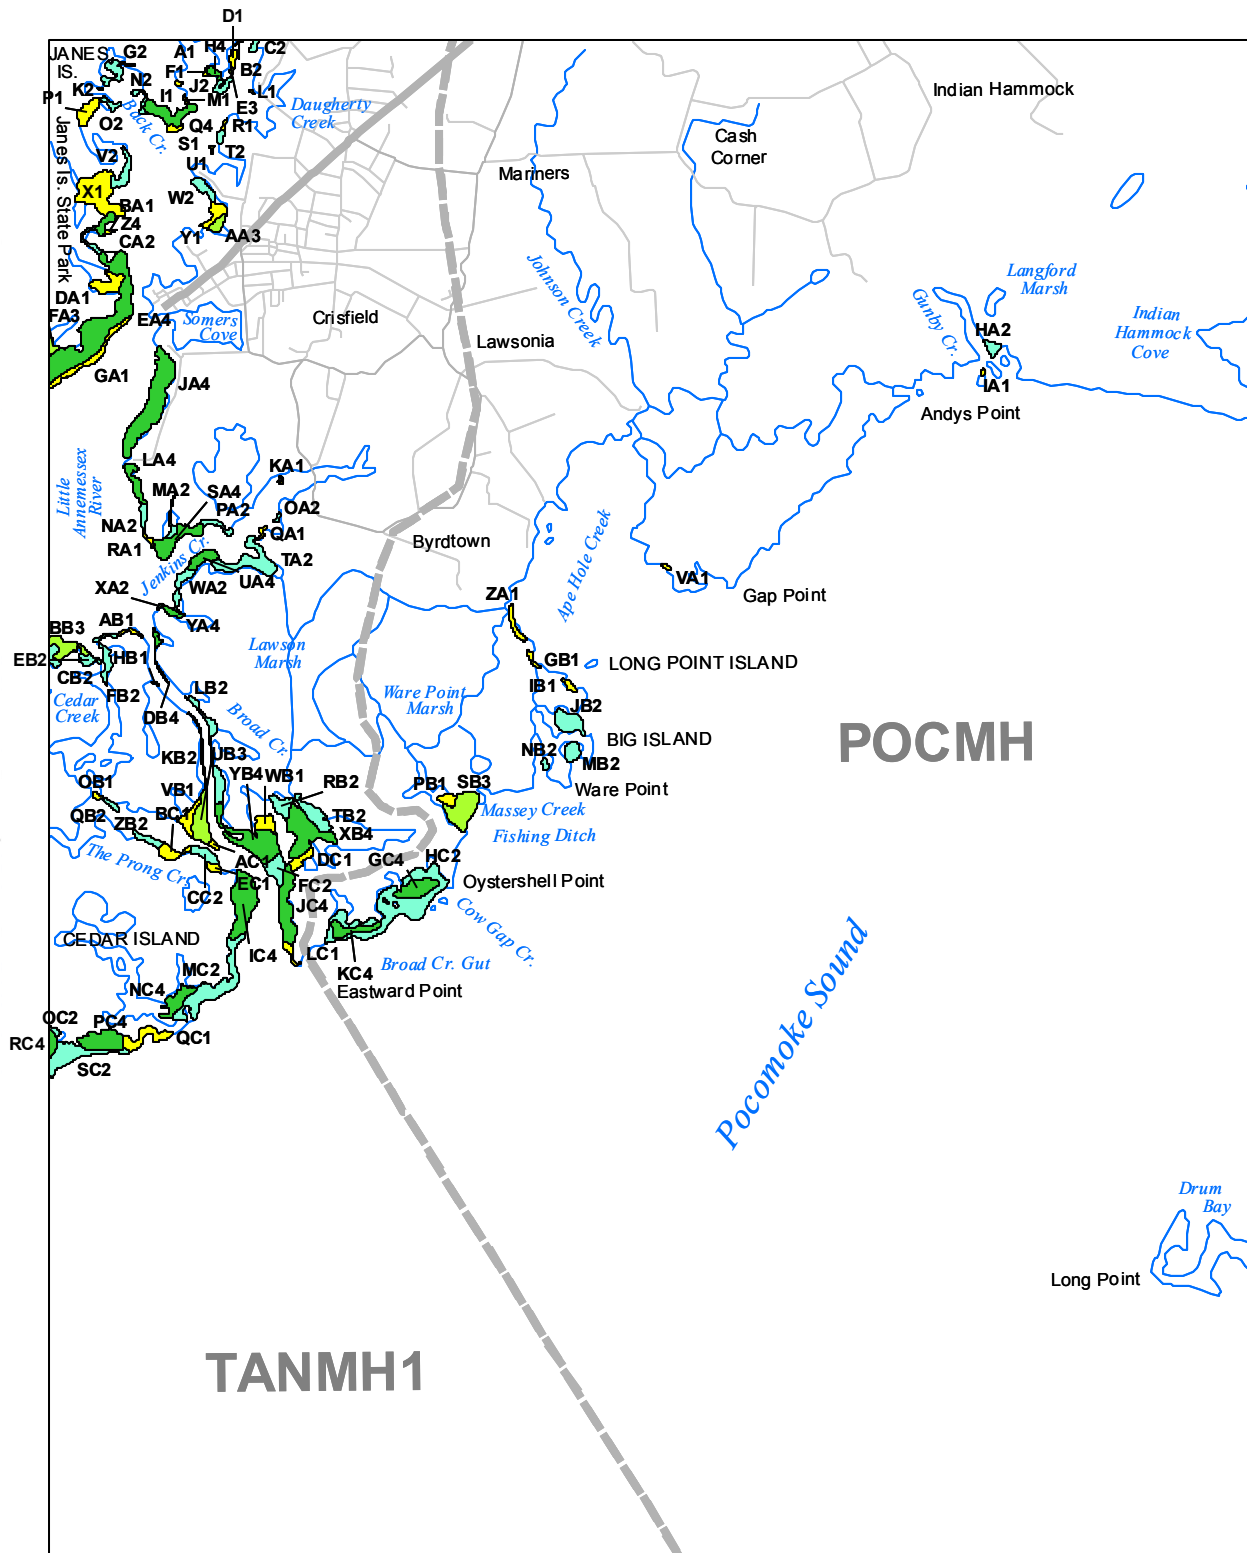 D1
JANES
IS.
G2
A1
H4
C2
F1
B2
K2
N2
J2
L1
P1
I1
M1
E3
Daugherty
Creek
Indian Hammock
O2
Back Cr.
Q4
R1
S1
T2
Cash
Corner
V2
U1
Mariners
Janes Is. State Park
X1
W2
BA1
Z4
Y1
AA3
CA2
Johnson Creek
Langford
Marsh
Gunby Cr.
DA1
FA3
EA4
Somers
Cove
Crisfield
Indian
Hammock
Cove
HA2
Lawsonia
GA1
JA4
IA1
Andys Point
LA4
KA1
Little
Annemessex
River
MA2
SA4
PA2
OA2
NA2
QA1
RA1
Jenkins Cr.
Byrdtown
Ape Hole Creek
TA2
UA4
WA2
XA2
VA1
Gap Point
ZA1
AB1
YA4
BB3
EB2
HB1
CB2
Lawson
Marsh
GB1
LONG POINT ISLAND
FB2
IB1
Cedar
Creek
LB2
Ware Point
Marsh
JB2
DB4
Broad Cr.
BIG ISLAND
POCMH
KB2
UB3
NB2
MB2
YB4
WB1
RB2
PB1
SB3
Ware Point
OB1
VB1
QB2
BC1
TB2
Massey Creek
ZB2
XB4
Fishing Ditch
The Prong Cr.
AC1
DC1
GC4
HC2
EC1
FC2
Oystershell Point
CC2
JC4
Cow Gap Cr.
CEDAR ISLAND
IC4
LC1
MC2
KC4
Broad Cr. Gut
NC4
Eastward Point
Pocomoke Sound
OC2
PC4
QC1
RC4
SC2
Drum
Bay
Long Point
TANMH1